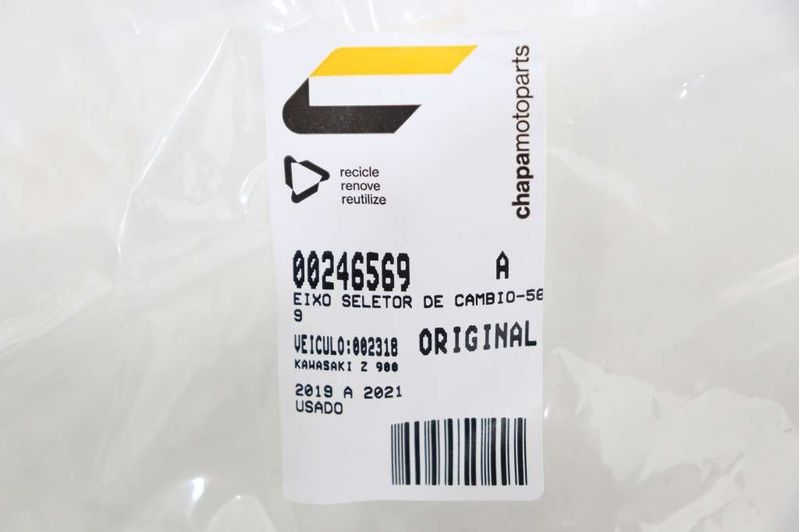 chapamotoparts
recicle
renove
reutilize
00246569 A
EIXO SELETOR DE CAMBIO-58
9
VEICULO:002318 ORIGINAL
KAWASAKI Z 900
2019 A 2021
USADO